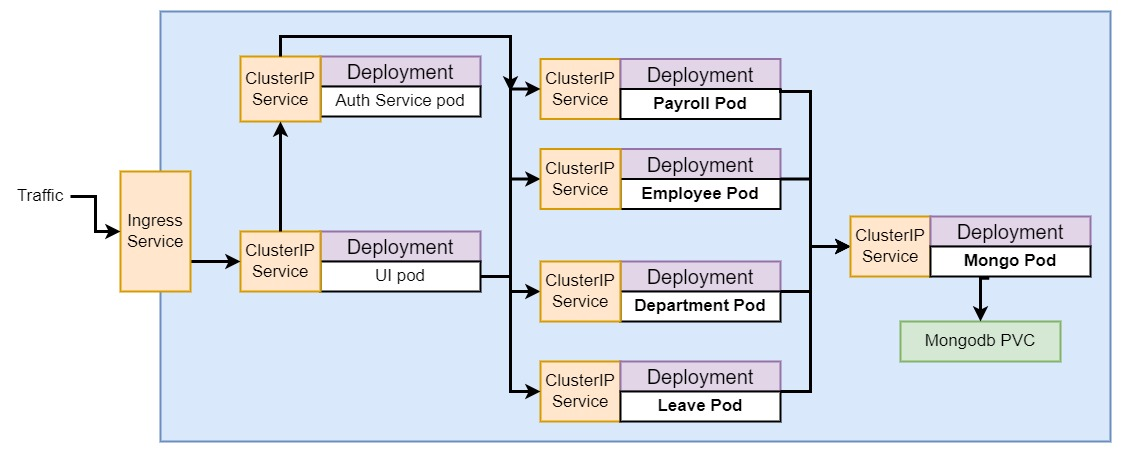 Traffic
Ingress
Service
ClusterIP
Service
Deployment
Auth Service pod
ClusterIP
Service
Deployment
UI pod
ClusterIP
Service
Deployment
Payroll Pod
ClusterIP
Service
Deployment
Employee Pod
ClusterIP
Service
Deployment
Department Pod
ClusterIP
Service
Deployment
Leave Pod
ClusterIP
Service
Deployment
Mongo Pod
Mongodb PVC